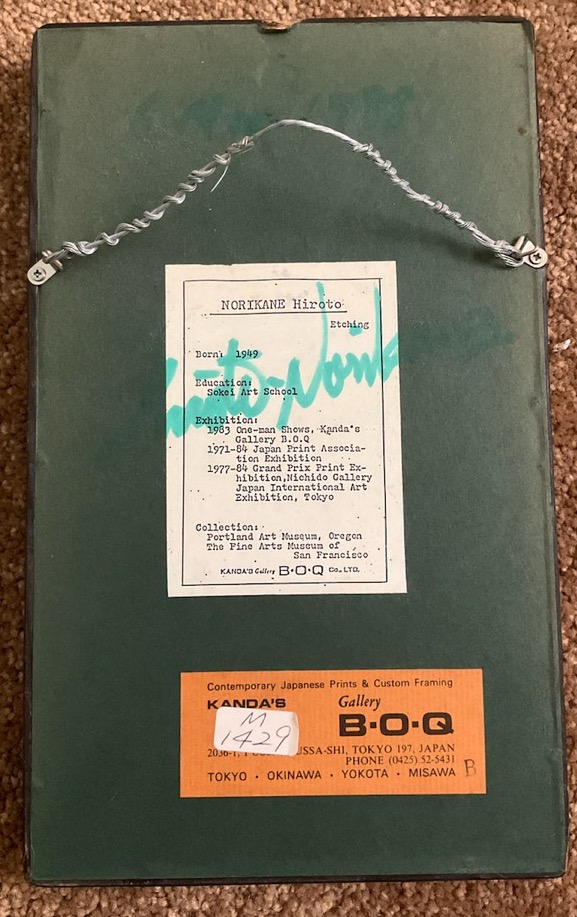 NORIKANE Hiroto
Etching
Born: 1949
Education:
Sokei Art School
Exhibition:
1983 One-man Shows, Kanda's
Gallery B.O.Q
1971-84 Japan Print Associa-
tion Exhibition
1977-84 Grand Prix Print Ex-
hibition,Nichido Gallery
Japan International Art
Exhibition, Tokyo
Collection:
Portland Art Museum, Oregon
The Fine Arts Museum of
San Francisco
KANDA'S Gallery B·O·Q Co., LTD.
Contemporary Japanese Prints & Custom Framing
KANDA'S Gallery
B·O·Q
M
1429
TOKYO 197, JAPAN
PHONE (0425) 52-5431
B
TOKYO · OKINAWA · YOKOTA · MISAWA